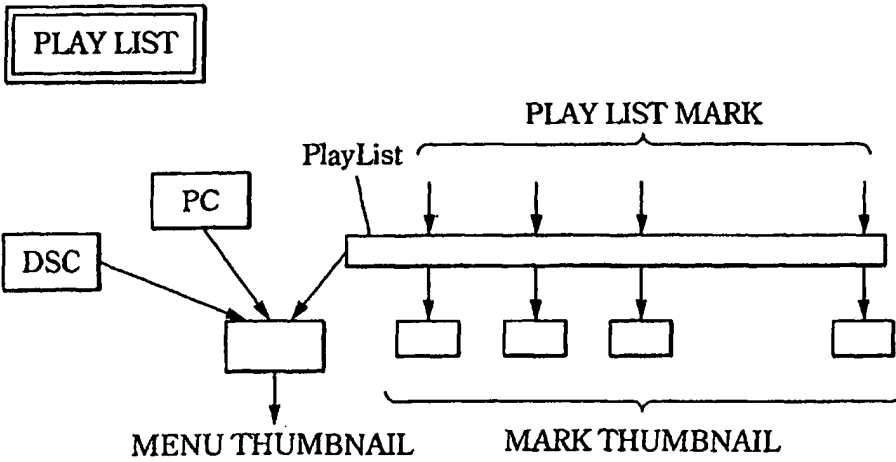 PLAY LIST
PLAY LIST MARK
PlayList
PC
DSC
MENU THUMBNAIL
MARK THUMBNAIL